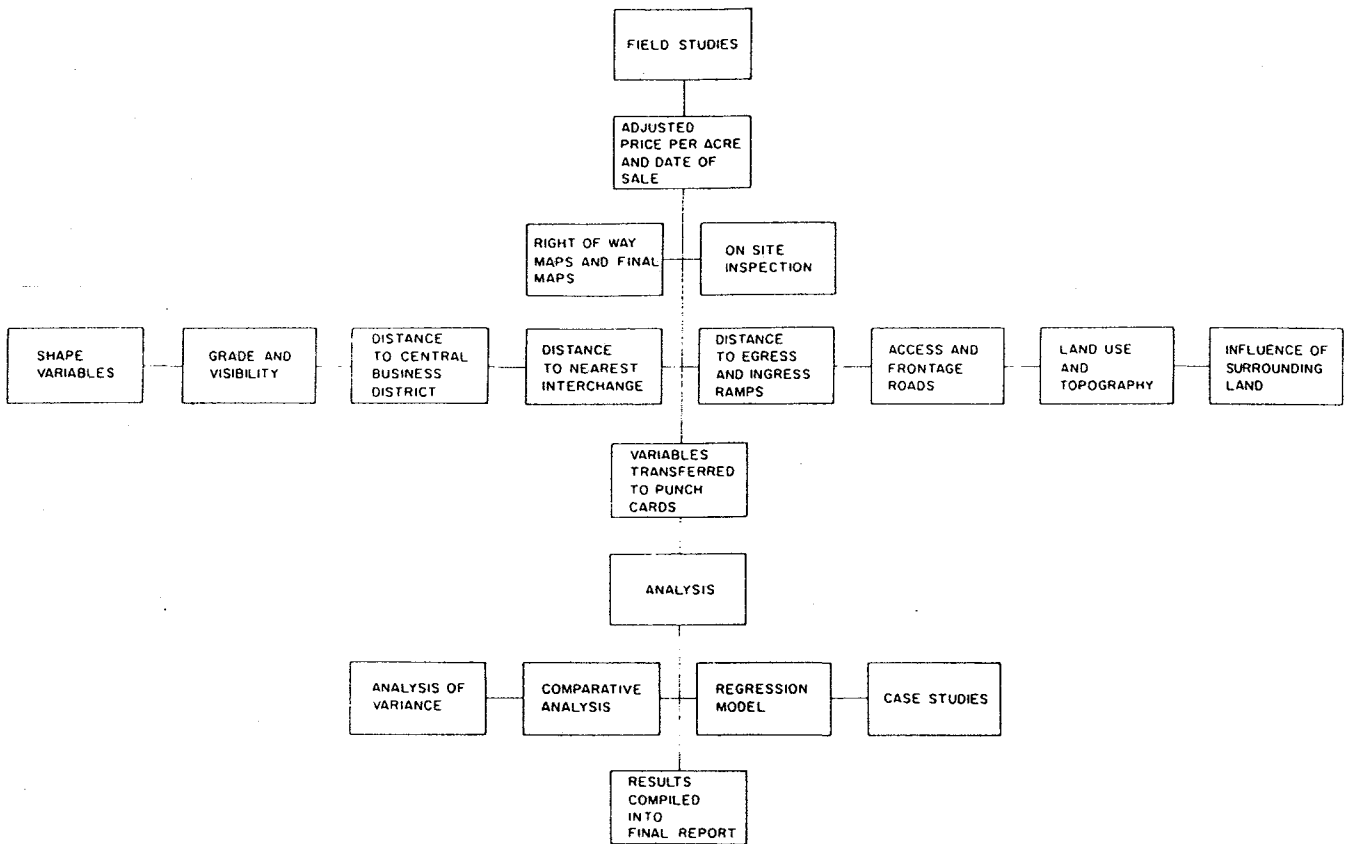 FIELD STUDIES
ADJUSTED
PRICE PER ACRE
AND DATE OF
SALE
RIGHT OF WAY
MAPS AND FINAL
MAPS
ON SITE
INSPECTION
SHAPE
VARIABLES
GRADE AND
VISIBILITY
DISTANCE
TO CENTRAL
BUSINESS
DISTRICT
DISTANCE
TO NEAREST
INTERCHANGE
DISTANCE
TO EGRESS
AND INGRESS
RAMPS
ACCESS AND
FRONTAGE
ROADS
LAND USE
AND
TOPOGRAPHY
INFLUENCE OF
SURROUNDING
LAND
VARIABLES
TRANSFERRED
TO PUNCH
CARDS
ANALYSIS
ANALYSIS OF
VARIANCE
COMPARATIVE
ANALYSIS
REGRESSION
MODEL
CASE STUDIES
RESULTS
COMPILED
INTO
FINAL REPORT